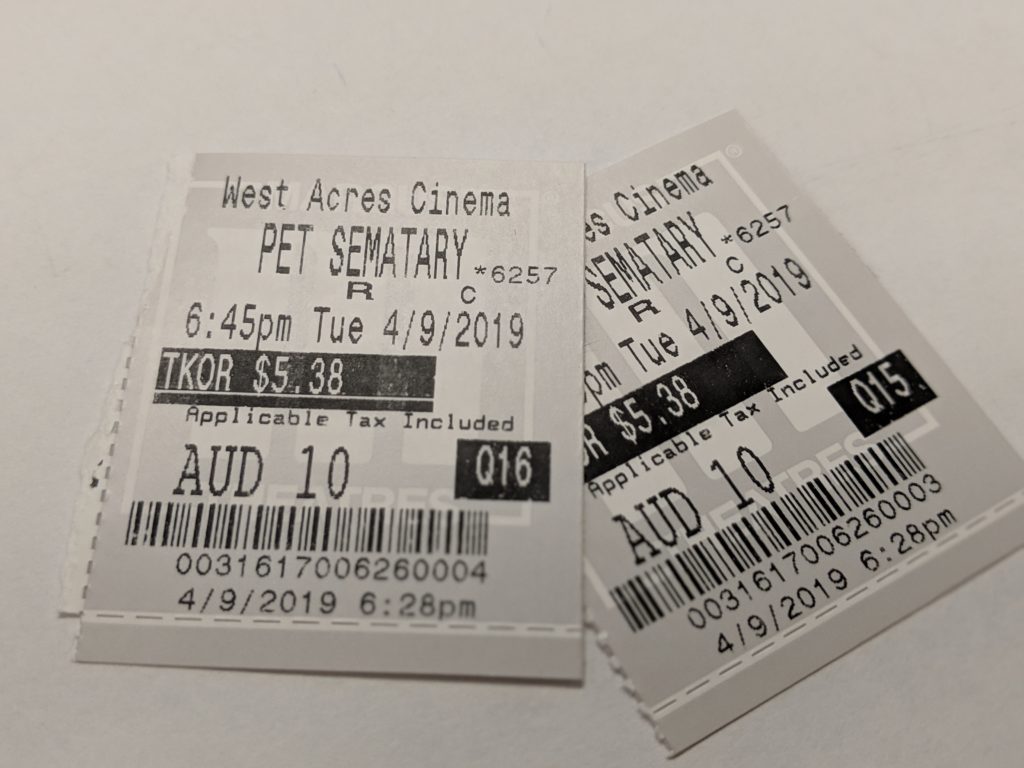 West Acres Cinema
PET SEMATARY *6257
R C
6:45pm Tue 4/9/2019
TKOR $5.38
Applicable Tax Included
AUD 10 Q16
0031617006260004
4/9/2019 6:28pm
es Cinema
SEMATARY *6257
R C
pm Tue 4/9/2019
OR $5.38
Applicable Tax Included
AUD 10 Q15
0031617006260003
4/9/2019 6:28pm